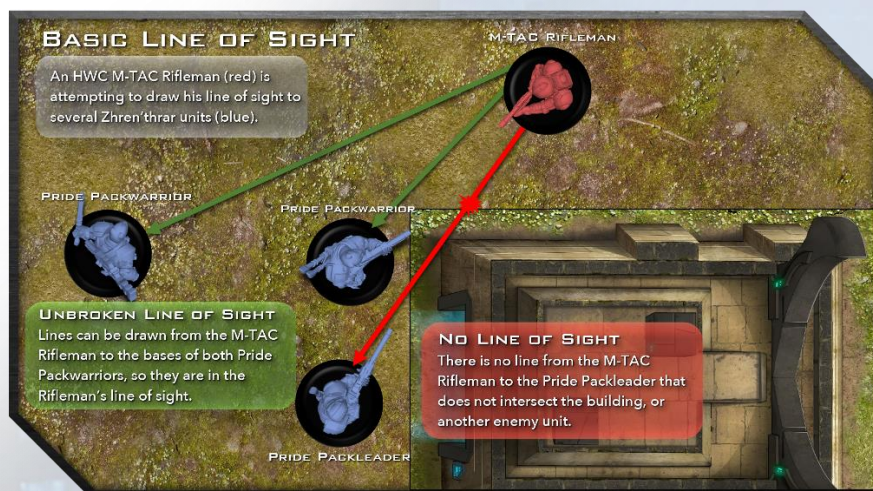 Basic Line of Sight
M-TAC Rifleman
An HWC M-TAC Rifleman (red) is
attempting to draw his line of sight to
several Zhren'thrar units (blue).
Pride Packwarrior
Pride Packwarrior
Unbroken Line of Sight
Lines can be drawn from the M-TAC
Rifleman to the bases of both Pride
Packwarriors, so they are in the
Rifleman's line of sight.
No Line of Sight
There is no line from the M-TAC
Rifleman to the Pride Packleader that
does not intersect the building, or
another enemy unit.
Pride Packleader